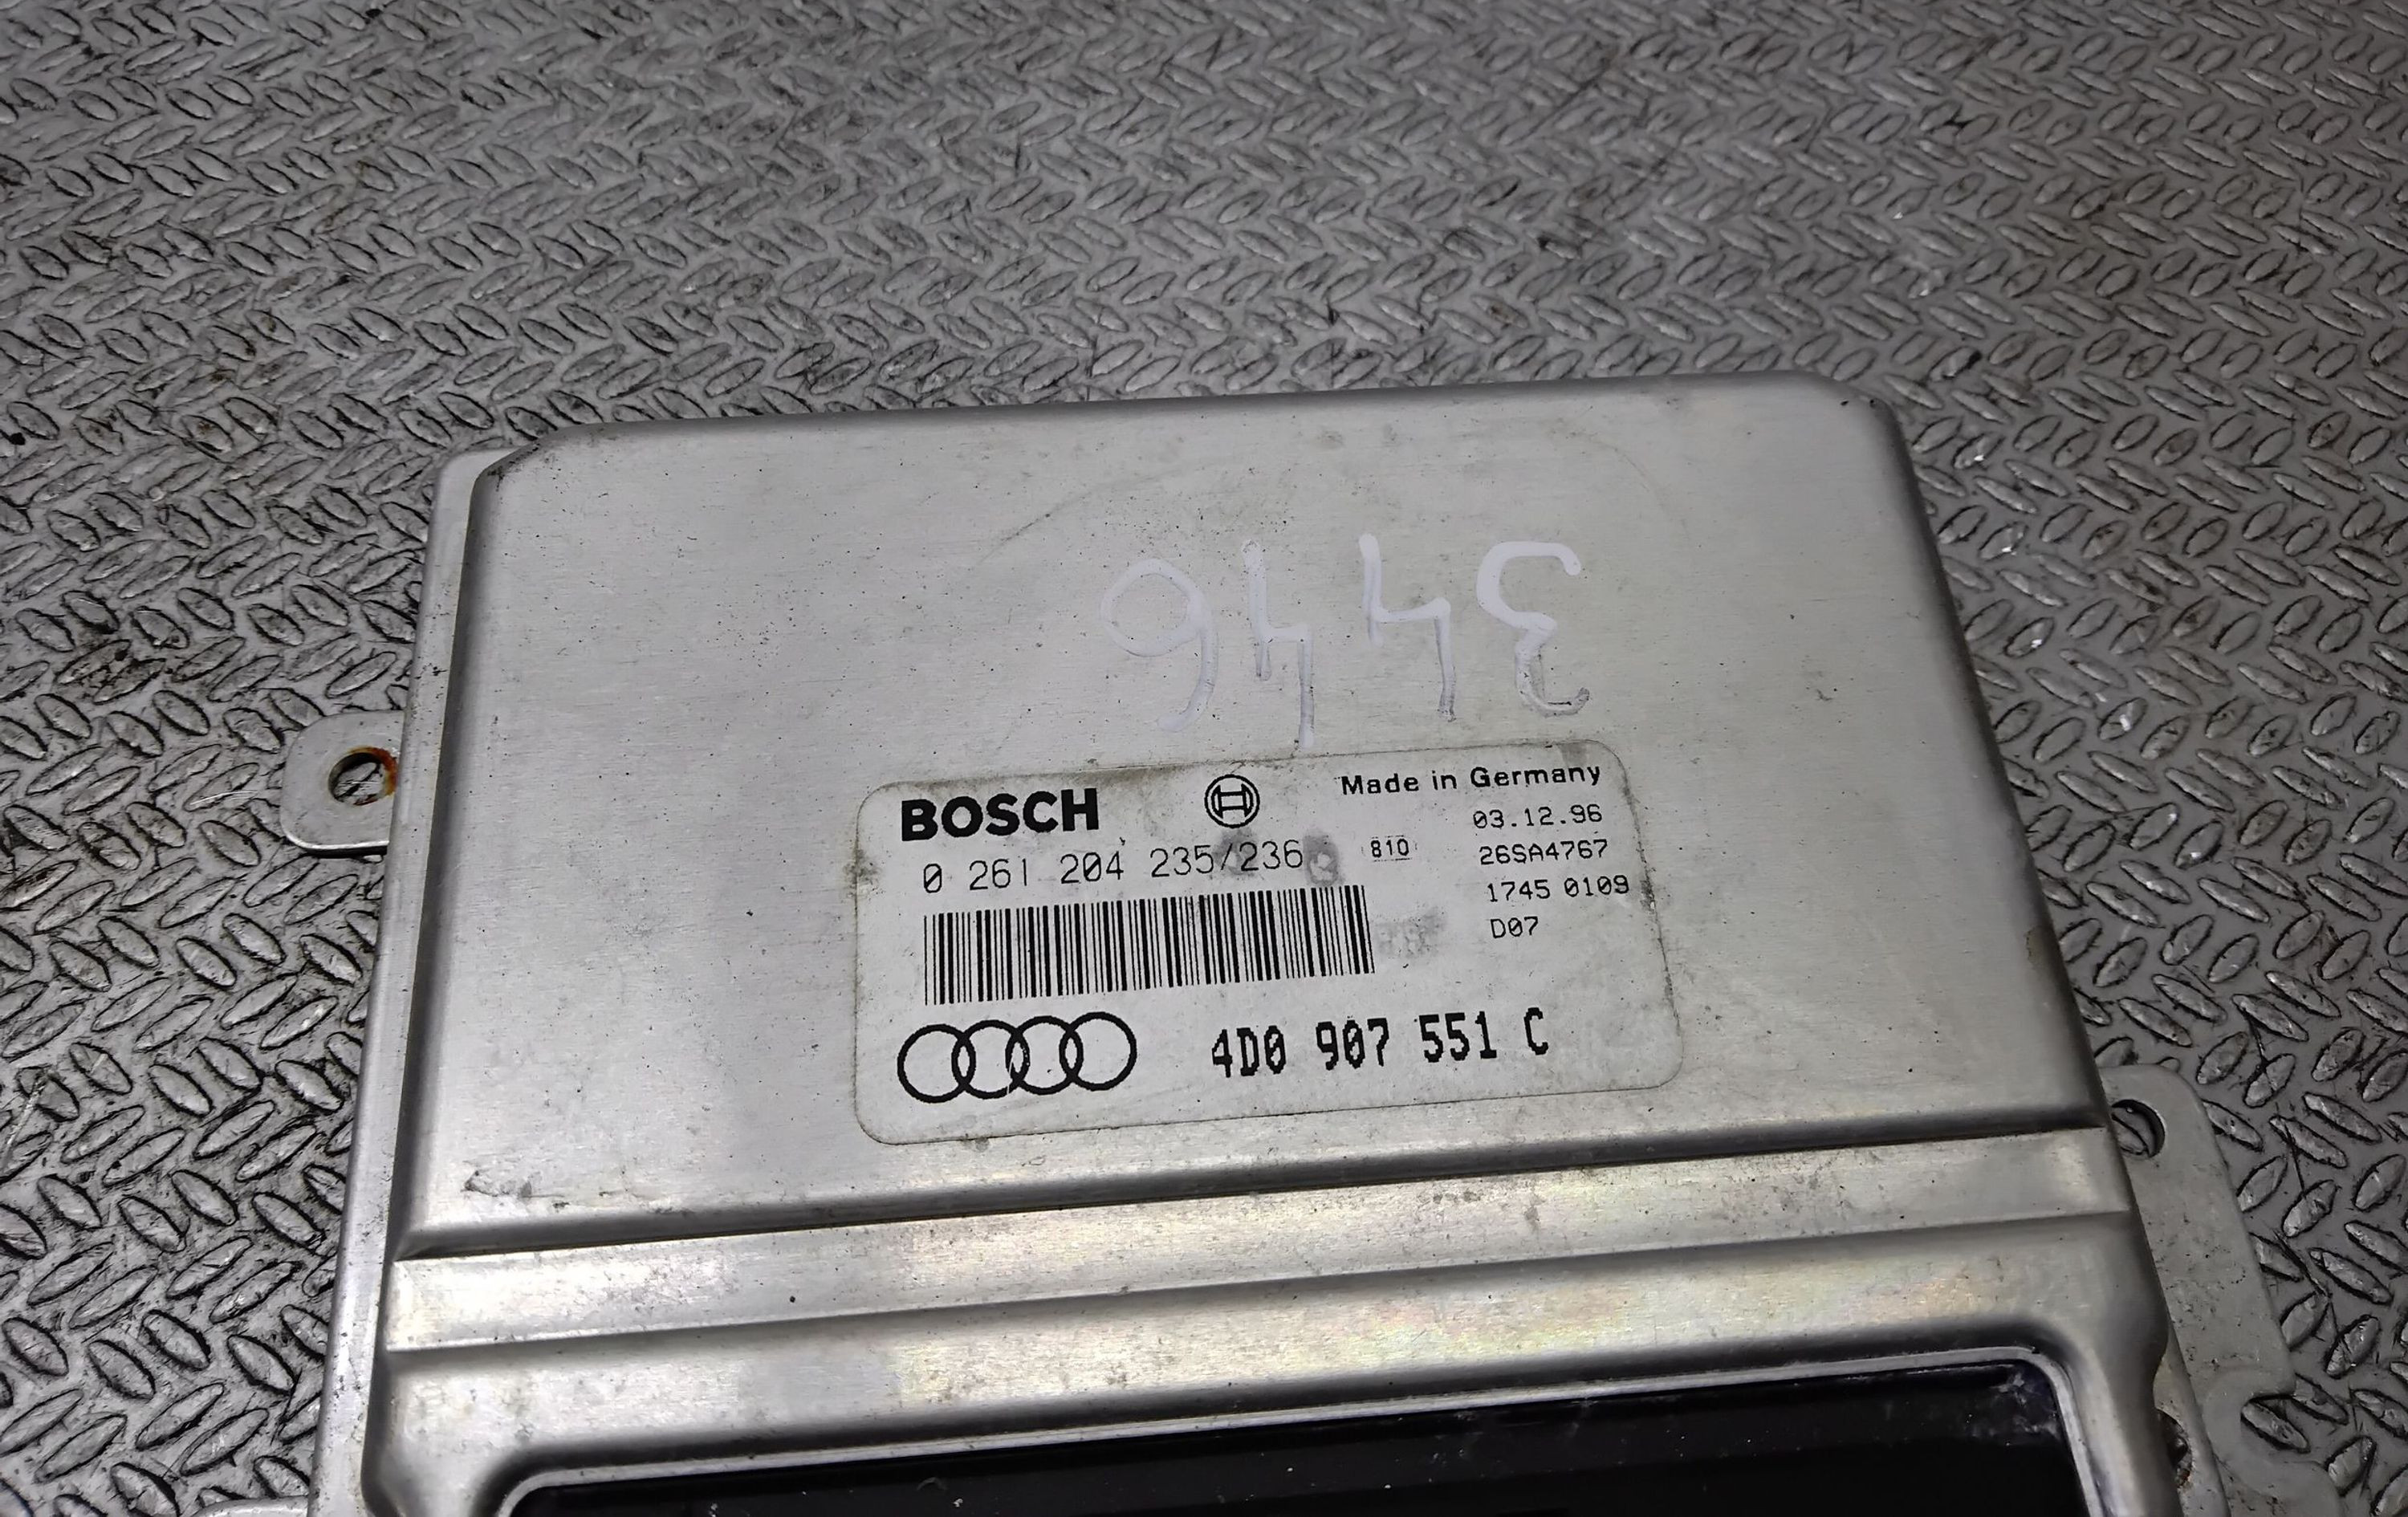 3446
BOSCH
Made in Germany
03.12.96
0 261 204 235/236
810
26SA4767
1745 0109
D07
4D0 907 551 C